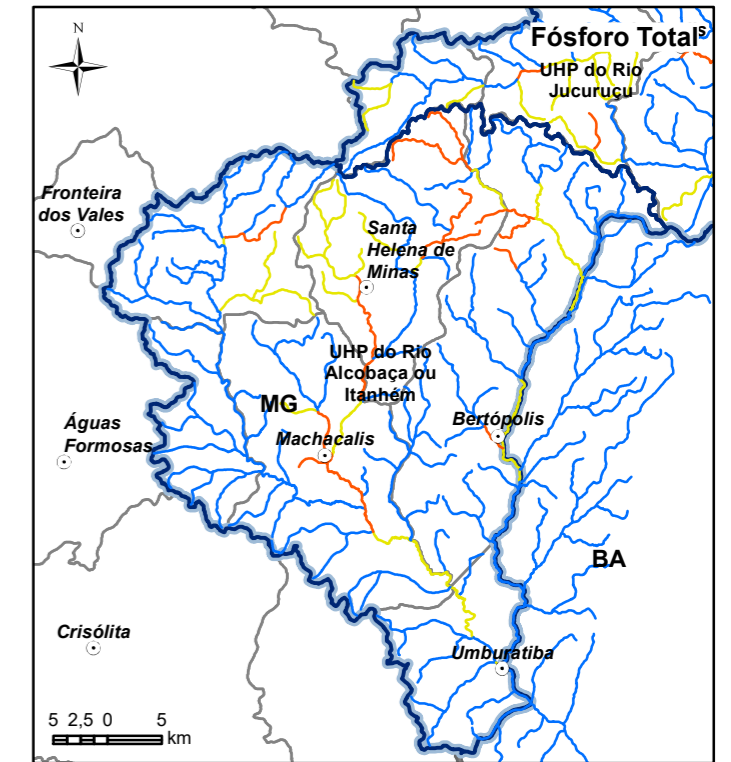 N
Fósforo Total
s
UHP do Rio
Jucuruçu
Fronteira
dos Vales
Santa
Helena de
Minas
UHP do Rio
Alcobaça ou
Itanhém
MG
Águas
Formosas
Machacalis
Bertópolis
BA
Crisólita
Umburatiba
5 2,5 0 5
km